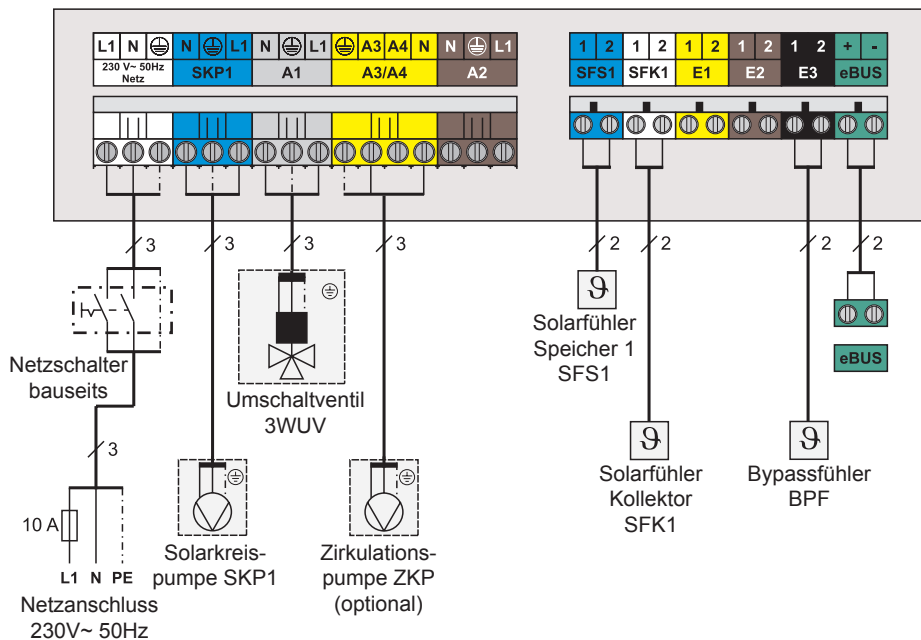 L1 N N L1 N L1 A3 A4 N N L1
230 V~ 50Hz
Netz
SKP1 A1 A3/A4 A2
1 2 1 2 1 2 1 2 1 2 + -
SFS1 SFK1 E1 E2 E3 eBUS
3 3 3 3 2 2 2 2
Netzschalter
bauseits
Umschaltventil
3WUV
ϑ
Solarfühler
Speicher 1
SFS1
eBUS
3
ϑ
Solarfühler
Kollektor
SFK1
ϑ
Bypassfühler
BPF
10 A
L1 N PE
Netzanschluss
230V~ 50Hz
Solarkreis-
pumpe SKP1
Zirkulations-
pumpe ZKP
(optional)